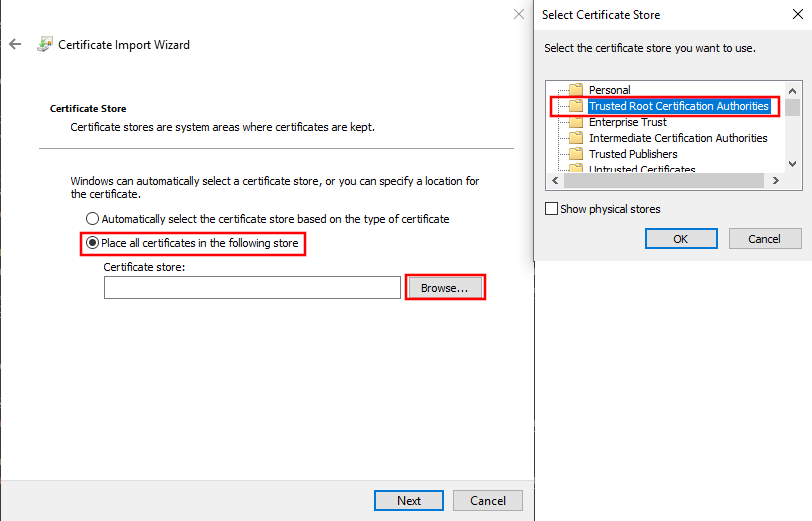 Certificate Import Wizard
Certificate Store
Certificate stores are system areas where certificates are kept.
Windows can automatically select a certificate store, or you can specify a location for
the certificate.
Automatically select the certificate store based on the type of certificate
Place all certificates in the following store
Certificate store:
Browse...
Next
Cancel
Select Certificate Store
Select the certificate store you want to use.
Personal
Trusted Root Certification Authorities
Enterprise Trust
Intermediate Certification Authorities
Trusted Publishers
Untrusted Certificates
Show physical stores
OK
Cancel